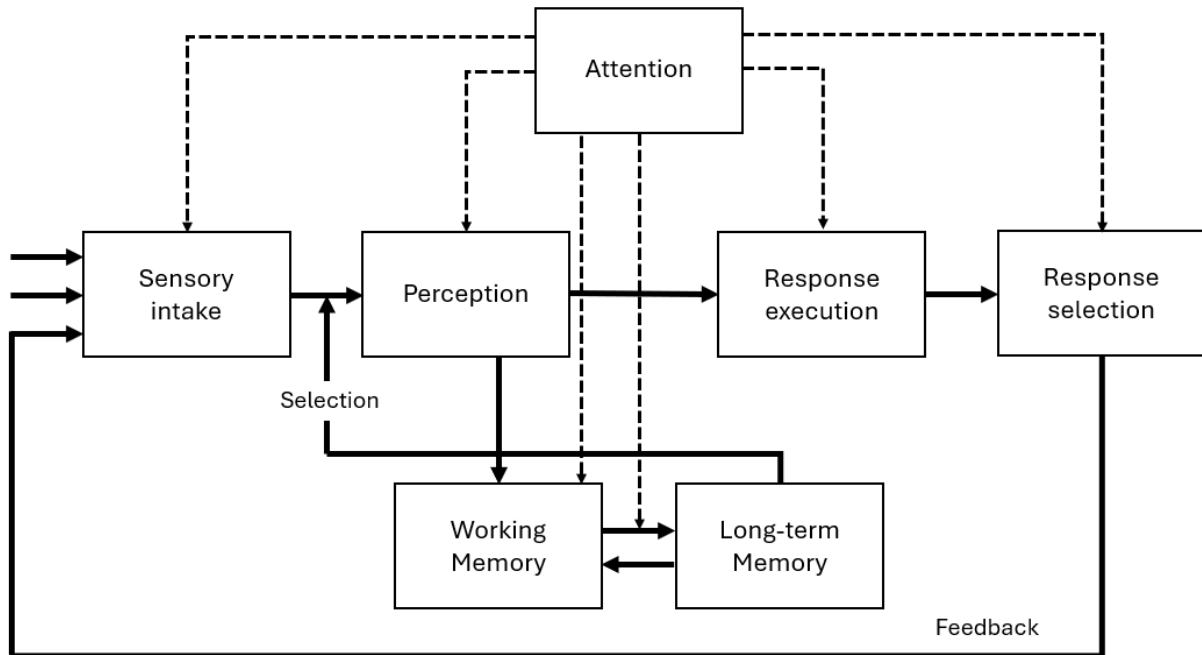 Attention
Sensory
intake
Perception
Response
execution
Response
selection
Selection
Working
Memory
Long-term
Memory
Feedback